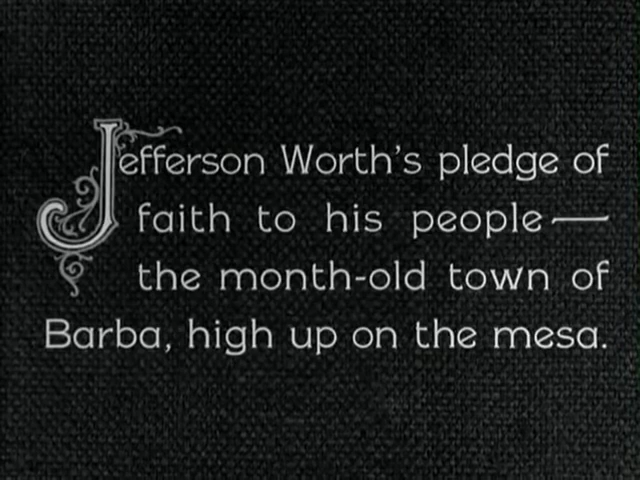 Jefferson Worth's pledge of
faith to his people—
the month-old town of
Barba, high up on the mesa.